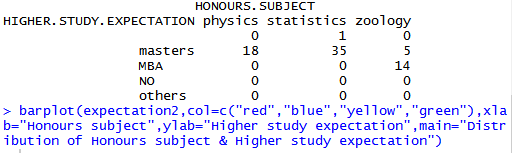 HONOURS.SUBJECT
HIGHER.STUDY.EXPECTATION physics statistics zoology
0 1 0
masters 18 35 5
MBA 0 0 14
NO 0 0 0
others 0 0 0
> barplot(expectation2,col=c("red","blue","yellow","green"),xla
b="Honours subject",ylab="Higher study expectation",main="Distr
ibution of Honours subject & Higher study expectation")